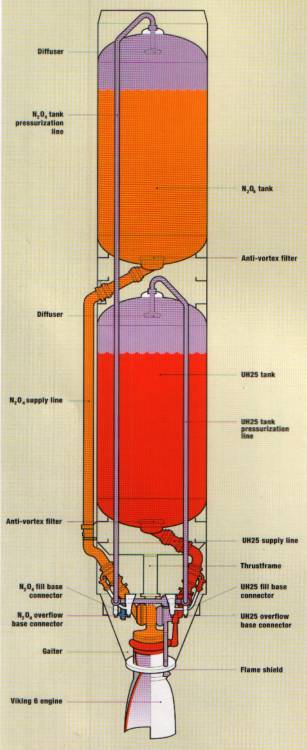 Diffuser
N₂O₄ tank
pressurization
line
N₂O₄ tank
Anti-vortex filter
Diffuser
UH25 tank
N₂O₄ supply line
UH25 tank
pressurization
line
Anti-vortex filter
UH25 supply line
Thrustframe
N₂O₄ fill base
connector
UH25 fill base
connector
N₂O₄ overflow
base connector
UH25 overflow
base connector
Gaiter
Flame shield
Viking 6 engine